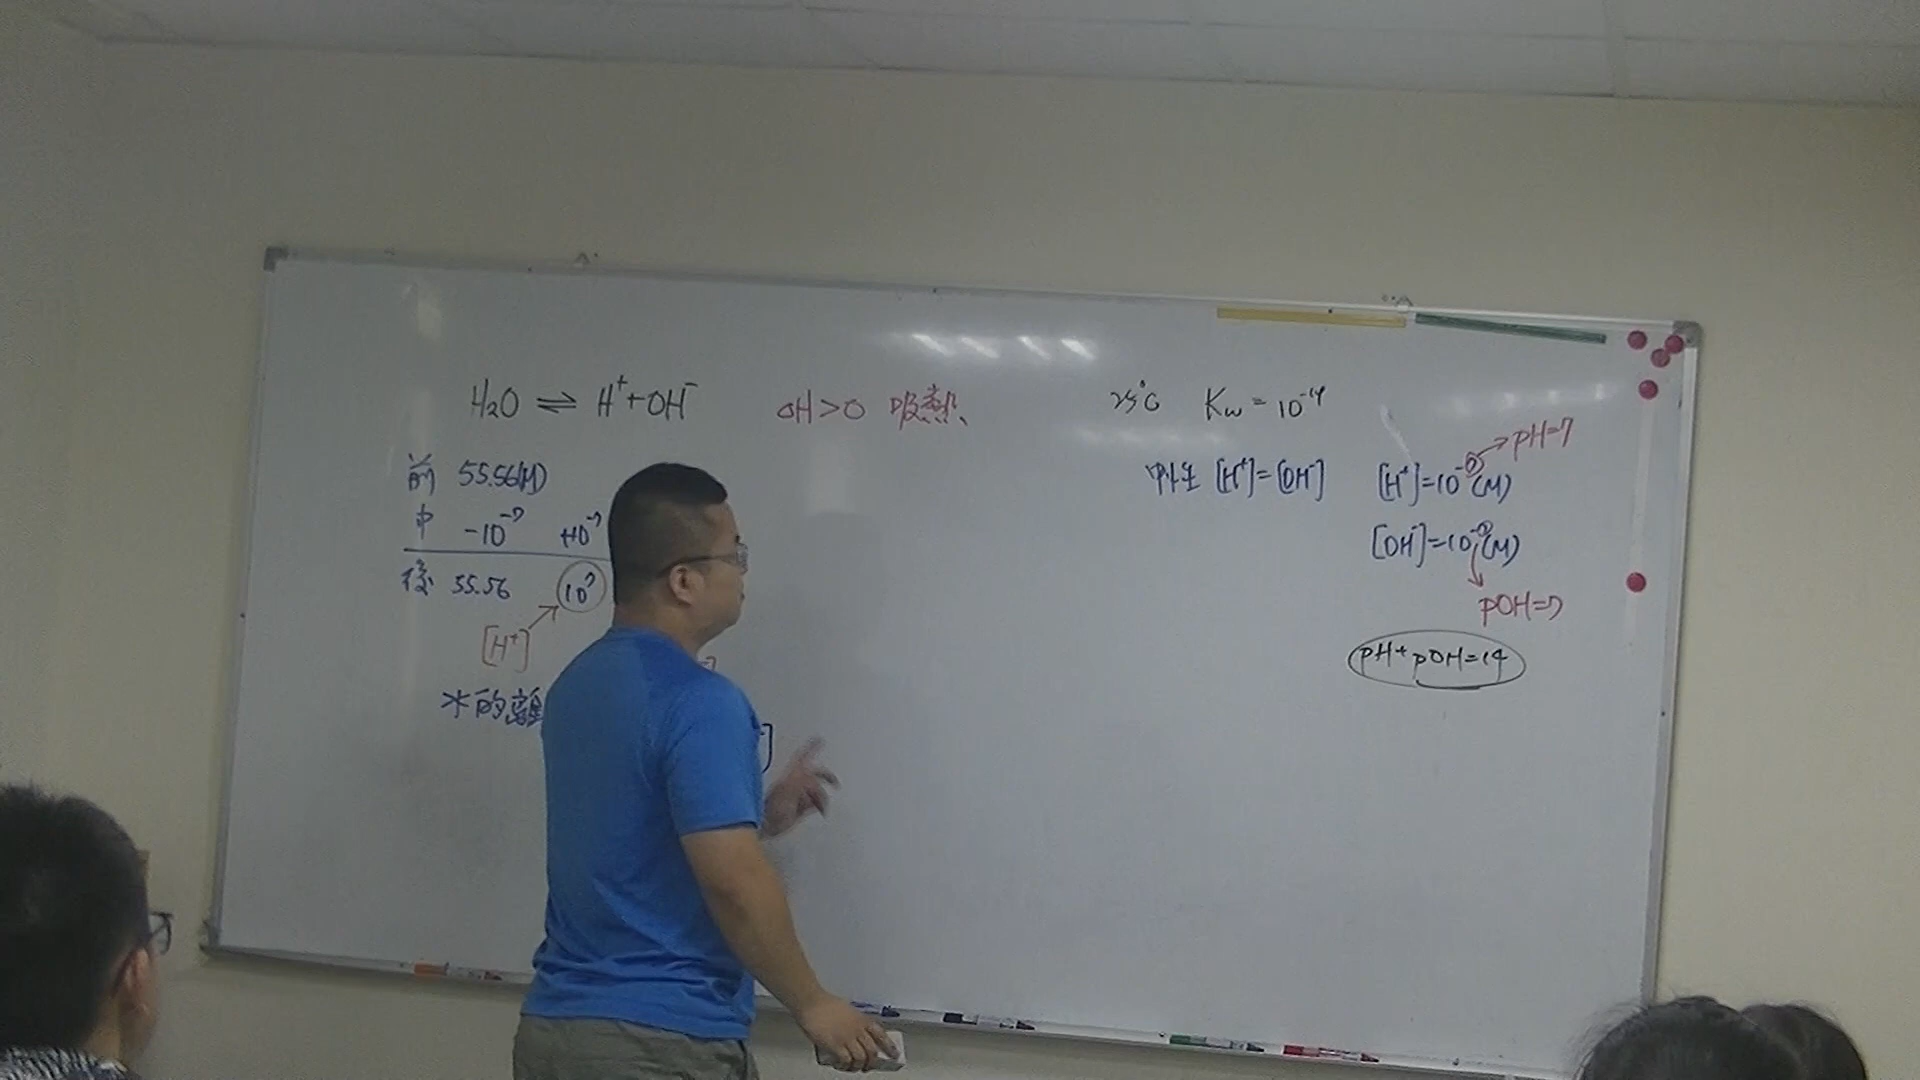 H₂O ⇌ H⁺+OH⁻ ΔH>0 吸熱
前 55.56(M)
中 -10⁻⁷ +10⁻⁷
後 55.56 10⁻⁷
[H⁺]
水的離
]
25°C Kw = 10⁻¹⁴
中性 [H⁺]=[OH⁻] [H⁺]=10⁻⁷(M) pH=7
[OH⁻]=10⁻⁷(M)
pOH=7
pH+pOH=14